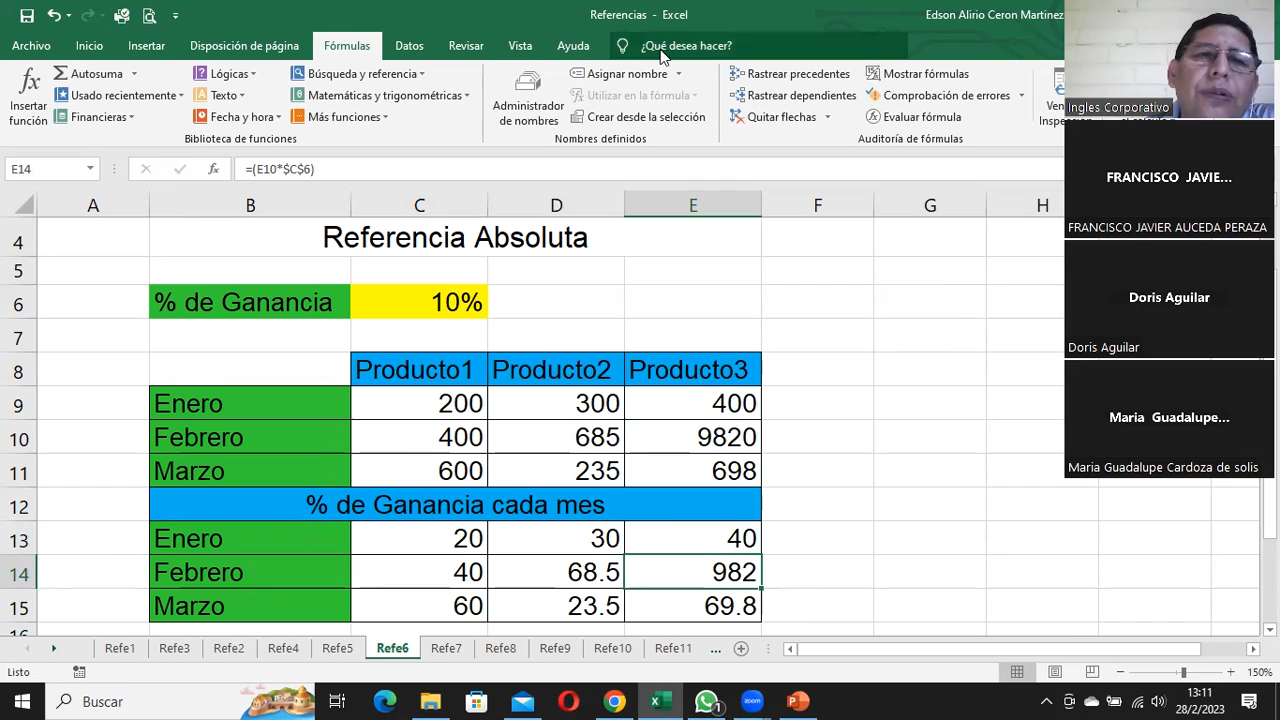 Referencias - Excel
Edson Alirio Ceron Martinez
Archivo Inicio Insertar Disposición de página Fórmulas Datos Revisar Vista Ayuda ¿Qué desea hacer?
Insertar función
Autosuma
Usado recientemente
Financieras
Lógicas
Texto
Fecha y hora
Búsqueda y referencia
Matemáticas y trigonométricas
Más funciones
Biblioteca de funciones
Administrador de nombres
Asignar nombre
Utilizar en la fórmula
Crear desde la selección
Nombres definidos
Rastrear precedentes
Rastrear dependientes
Quitar flechas
Mostrar fórmulas
Comprobación de errores
Evaluar fórmula
Auditoría de fórmulas
Ingles Corporativo
FRANCISCO JAVIE...
FRANCISCO JAVIER AUCEDA PERAZA
Doris Aguilar
Doris Aguilar
Maria Guadalupe...
Maria Guadalupe Cardoza de solis
E14 fx =(E10*$C$6)
A B C D E F G H
4 Referencia Absoluta
5
6 % de Ganancia 10%
7
8 Producto1 Producto2 Producto3
9 Enero 200 300 400
10 Febrero 400 685 9820
11 Marzo 600 235 698
12 % de Ganancia cada mes
13 Enero 20 30 40
14 Febrero 40 68.5 982
15 Marzo 60 23.5 69.8
16
Refe1 Refe3 Refe2 Refe4 Refe5 Refe6 Refe7 Refe8 Refe9 Refe10 Refe11 ...
Listo
150%
Buscar
zoom
1
13:11
28/2/2023